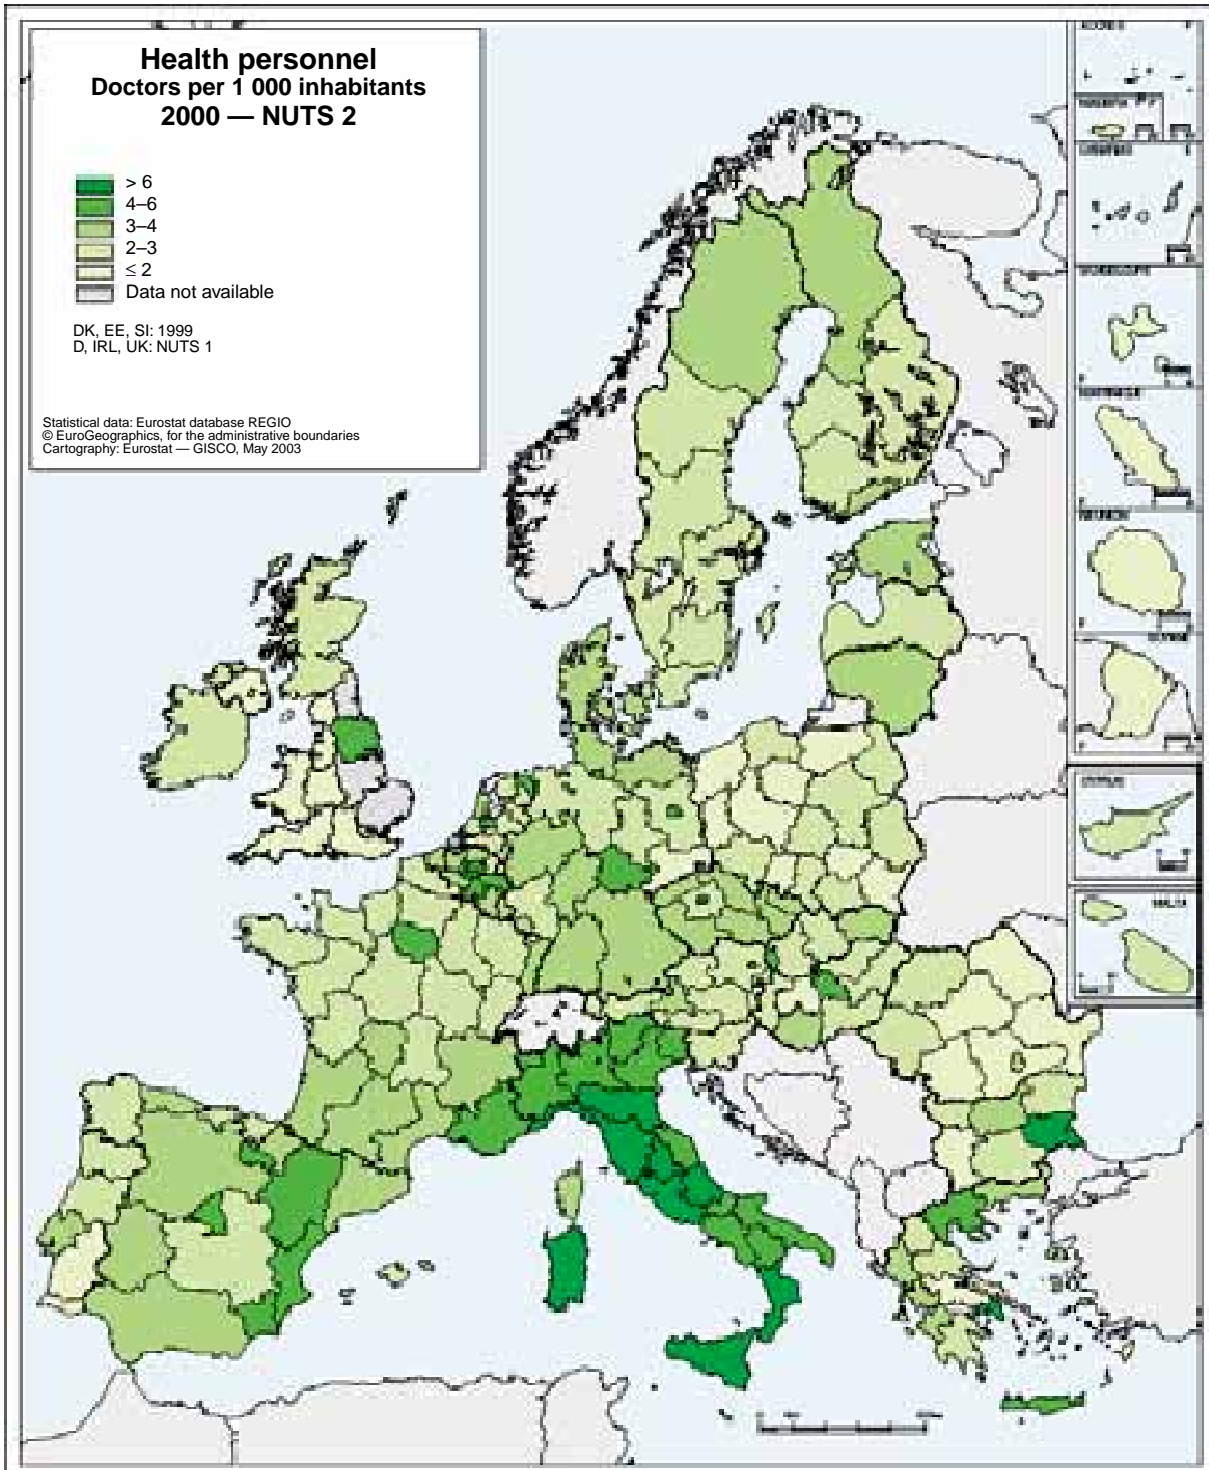 Health personnel
Doctors per 1 000 inhabitants
2000 — NUTS 2
> 6
4–6
3–4
2–3
≤ 2
Data not available
DK, EE, SI: 1999
D, IRL, UK: NUTS 1
Statistical data: Eurostat database REGIO
© EuroGeographics, for the administrative boundaries
Cartography: Eurostat — GISCO, May 2003